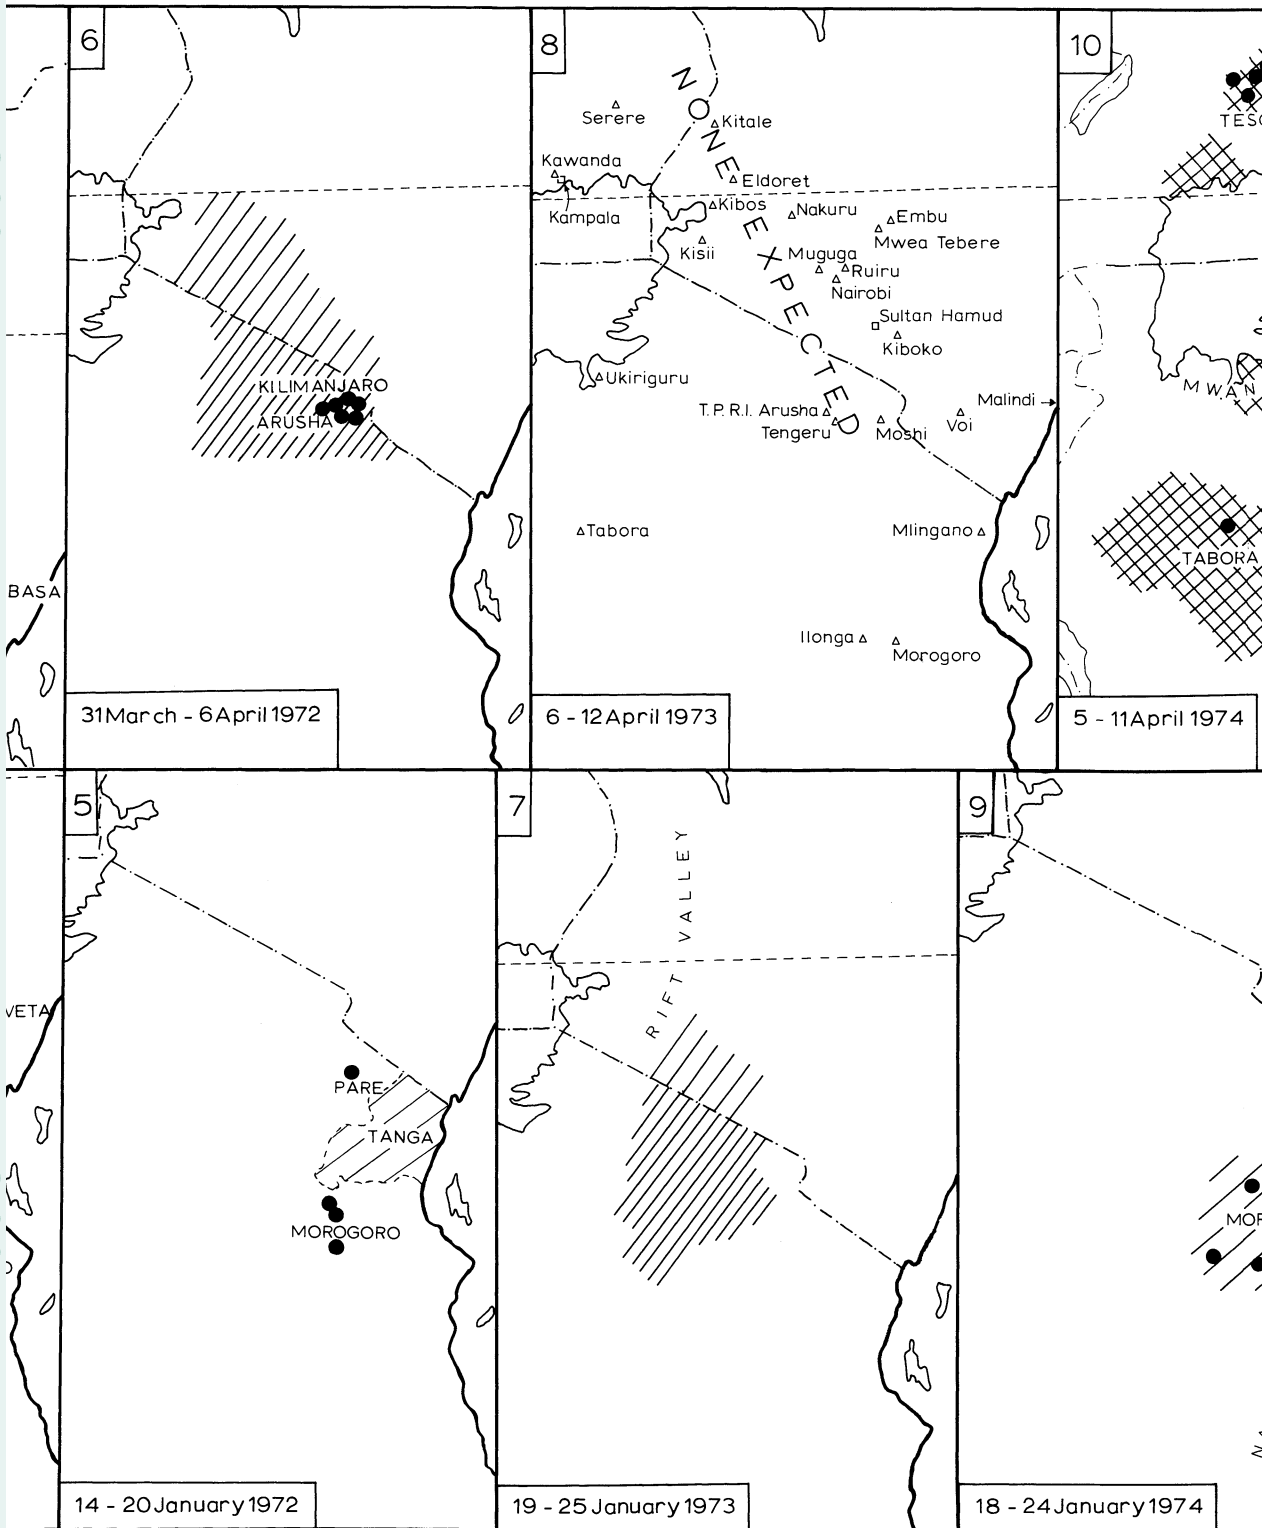 6
KILIMANJARO
ARUSHA
BASA
31 March - 6 April 1972
8
NONE EXPECTED
Serere
Kitale
Kawanda
Eldoret
Kampala
Kibos
Nakuru
Embu
Mwea Tebere
Kisii
Muguga
Ruiru
Nairobi
Sultan Hamud
Kiboko
Ukiriguru
Malindi
T.P.R.I. Arusha
Tengeru
Moshi
Voi
Tabora
Mlingano
Ilonga
Morogoro
6 - 12 April 1973
10
TESO
MWAN
TABORA
5 - 11 April 1974
5
VETA
PARE
TANGA
MOROGORO
14 - 20 January 1972
7
RIFT VALLEY
19 - 25 January 1973
9
MOR
18 - 24 January 1974